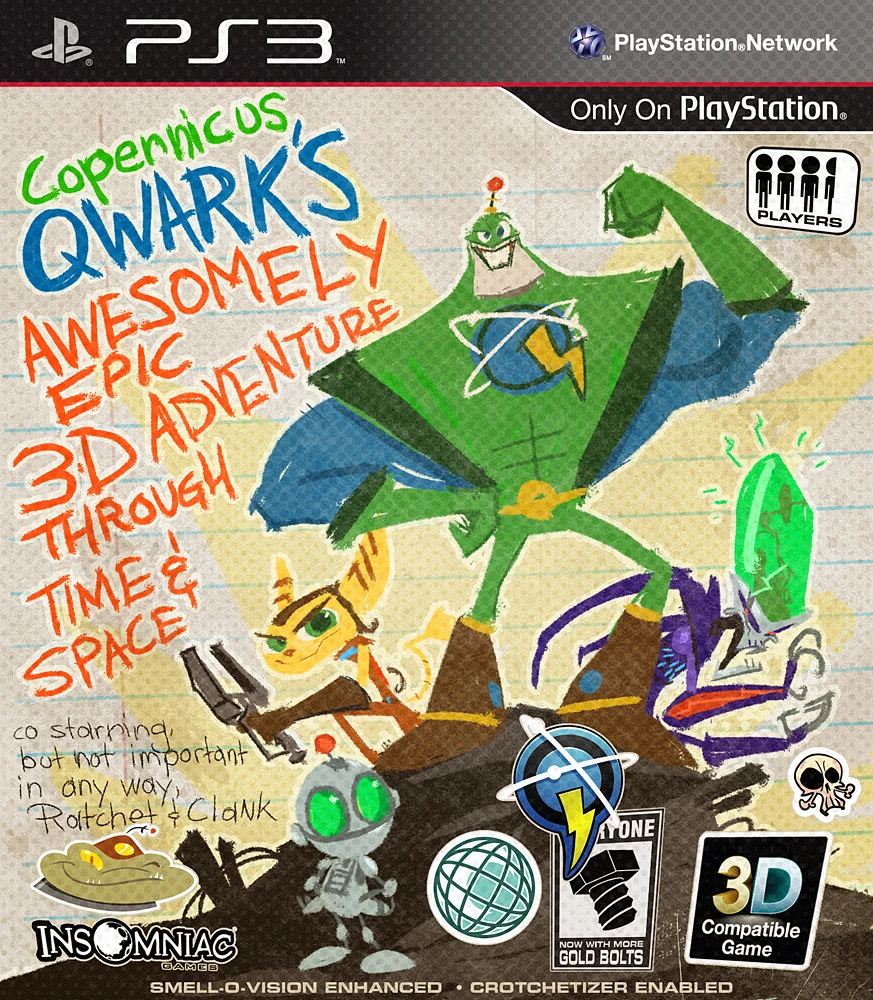 PS3
PlayStation®Network
Only On PlayStation®
PLAYERS
Copernicus
QWARK'S
AWESOMELY
EPIC
3-D ADVENTURE
THROUGH
TIME &
SPACE!
co starring,
but not important
in any way,
Ratchet & Clank
INSOMNIAC
GAMES
YONE
NOW WITH MORE
GOLD BOLTS
3D
Compatible
Game
SMELL-O-VISION ENHANCED • CROTCHETIZER ENABLED